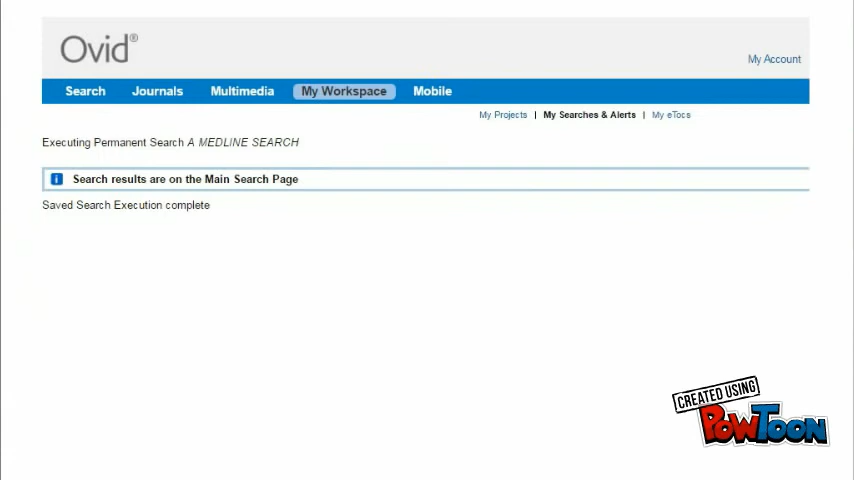 Ovid®
My Account
Search Journals Multimedia My Workspace Mobile
My Projects | My Searches & Alerts | My eTocs
Executing Permanent Search A MEDLINE SEARCH
i Search results are on the Main Search Page
Saved Search Execution complete
CREATED USING
POWTOON